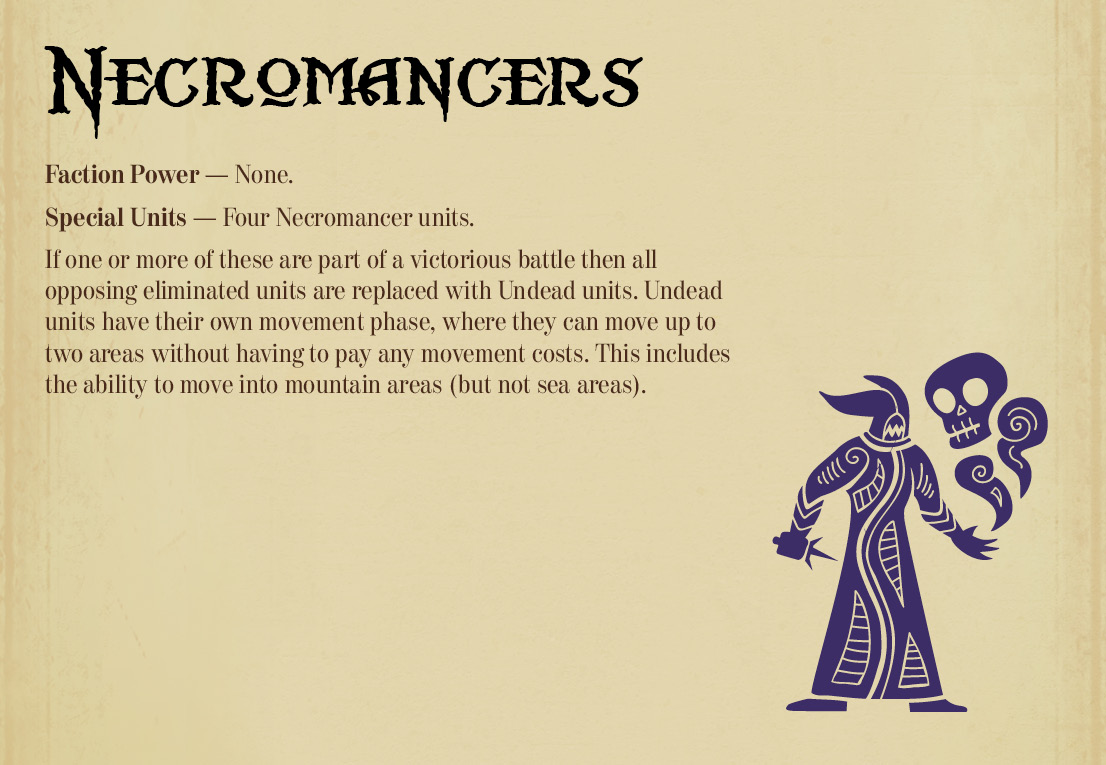 Necromancers
Faction Power — None.
Special Units — Four Necromancer units.
If one or more of these are part of a victorious battle then all
opposing eliminated units are replaced with Undead units. Undead
units have their own movement phase, where they can move up to
two areas without having to pay any movement costs. This includes
the ability to move into mountain areas (but not sea areas).